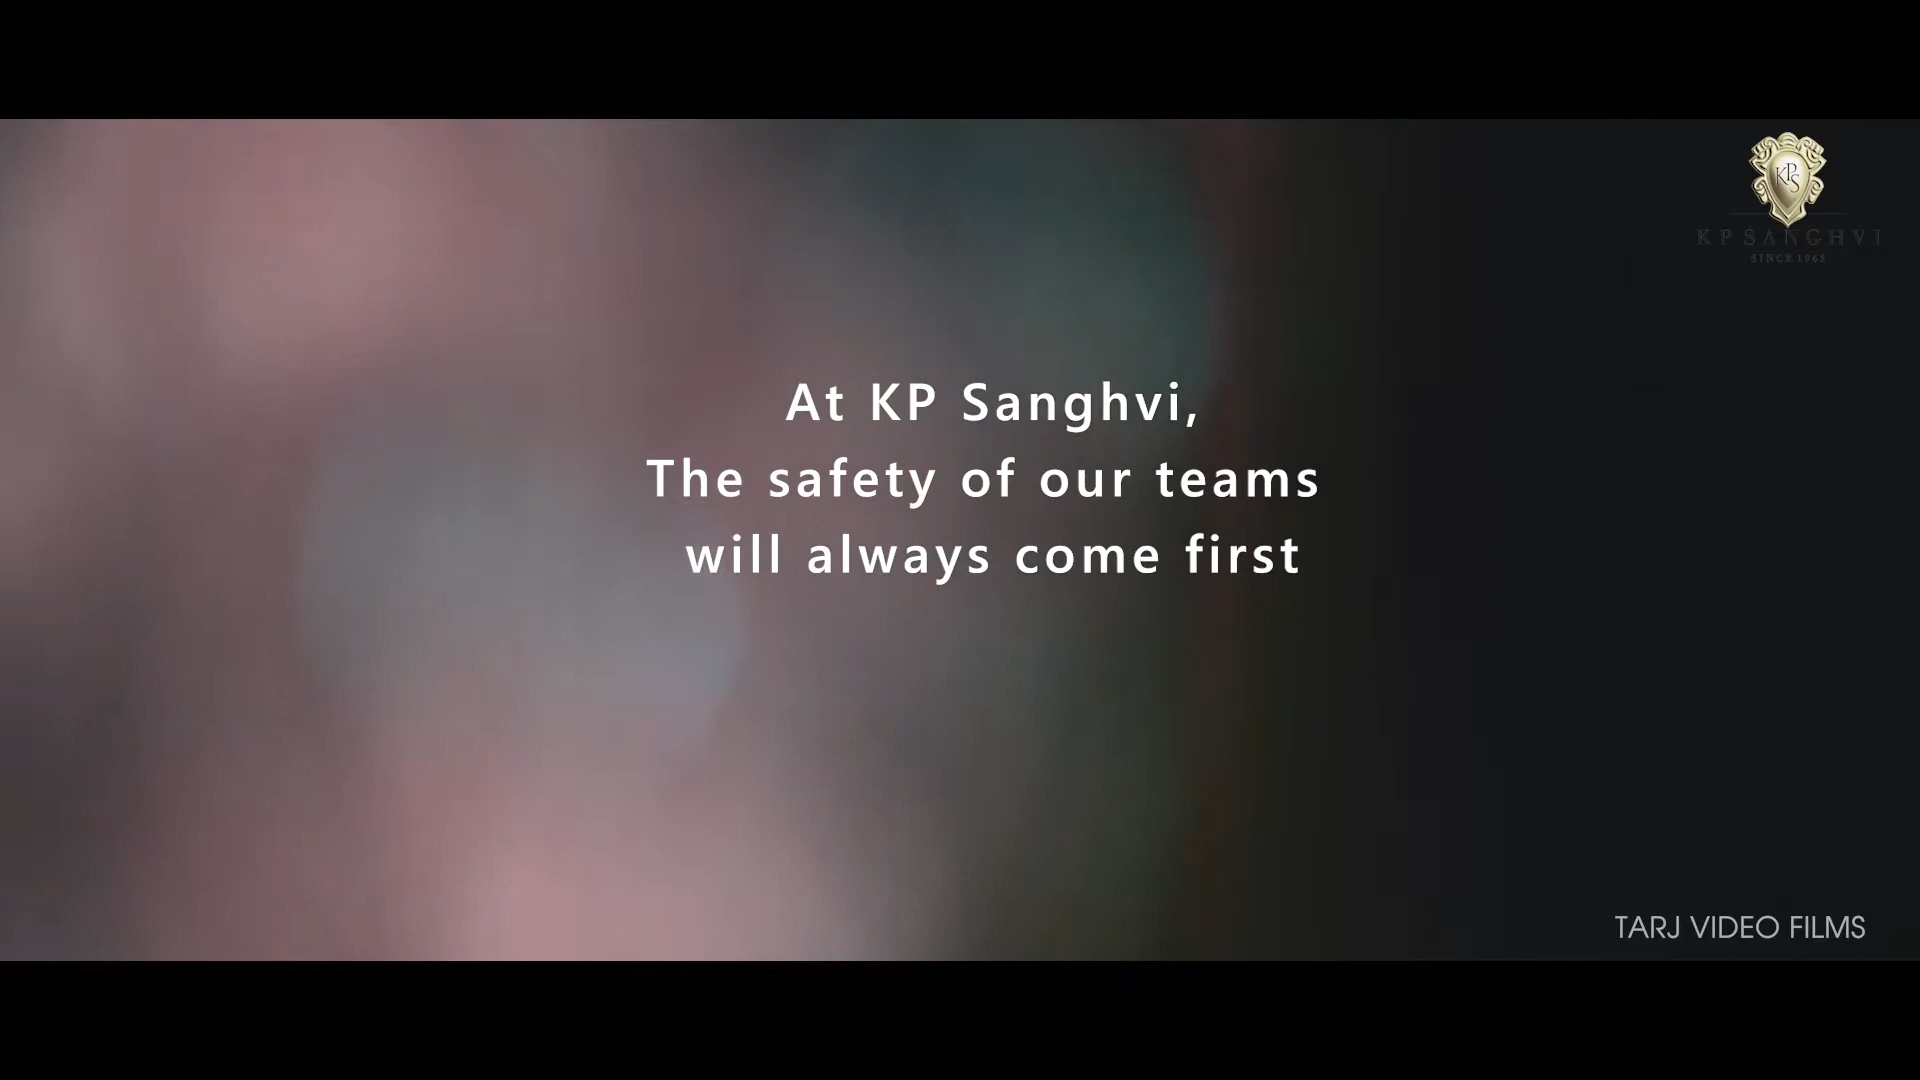 KPS
KP SANGHVI
SINCE 1965
At KP Sanghvi,
The safety of our teams
will always come first
TARJ VIDEO FILMS